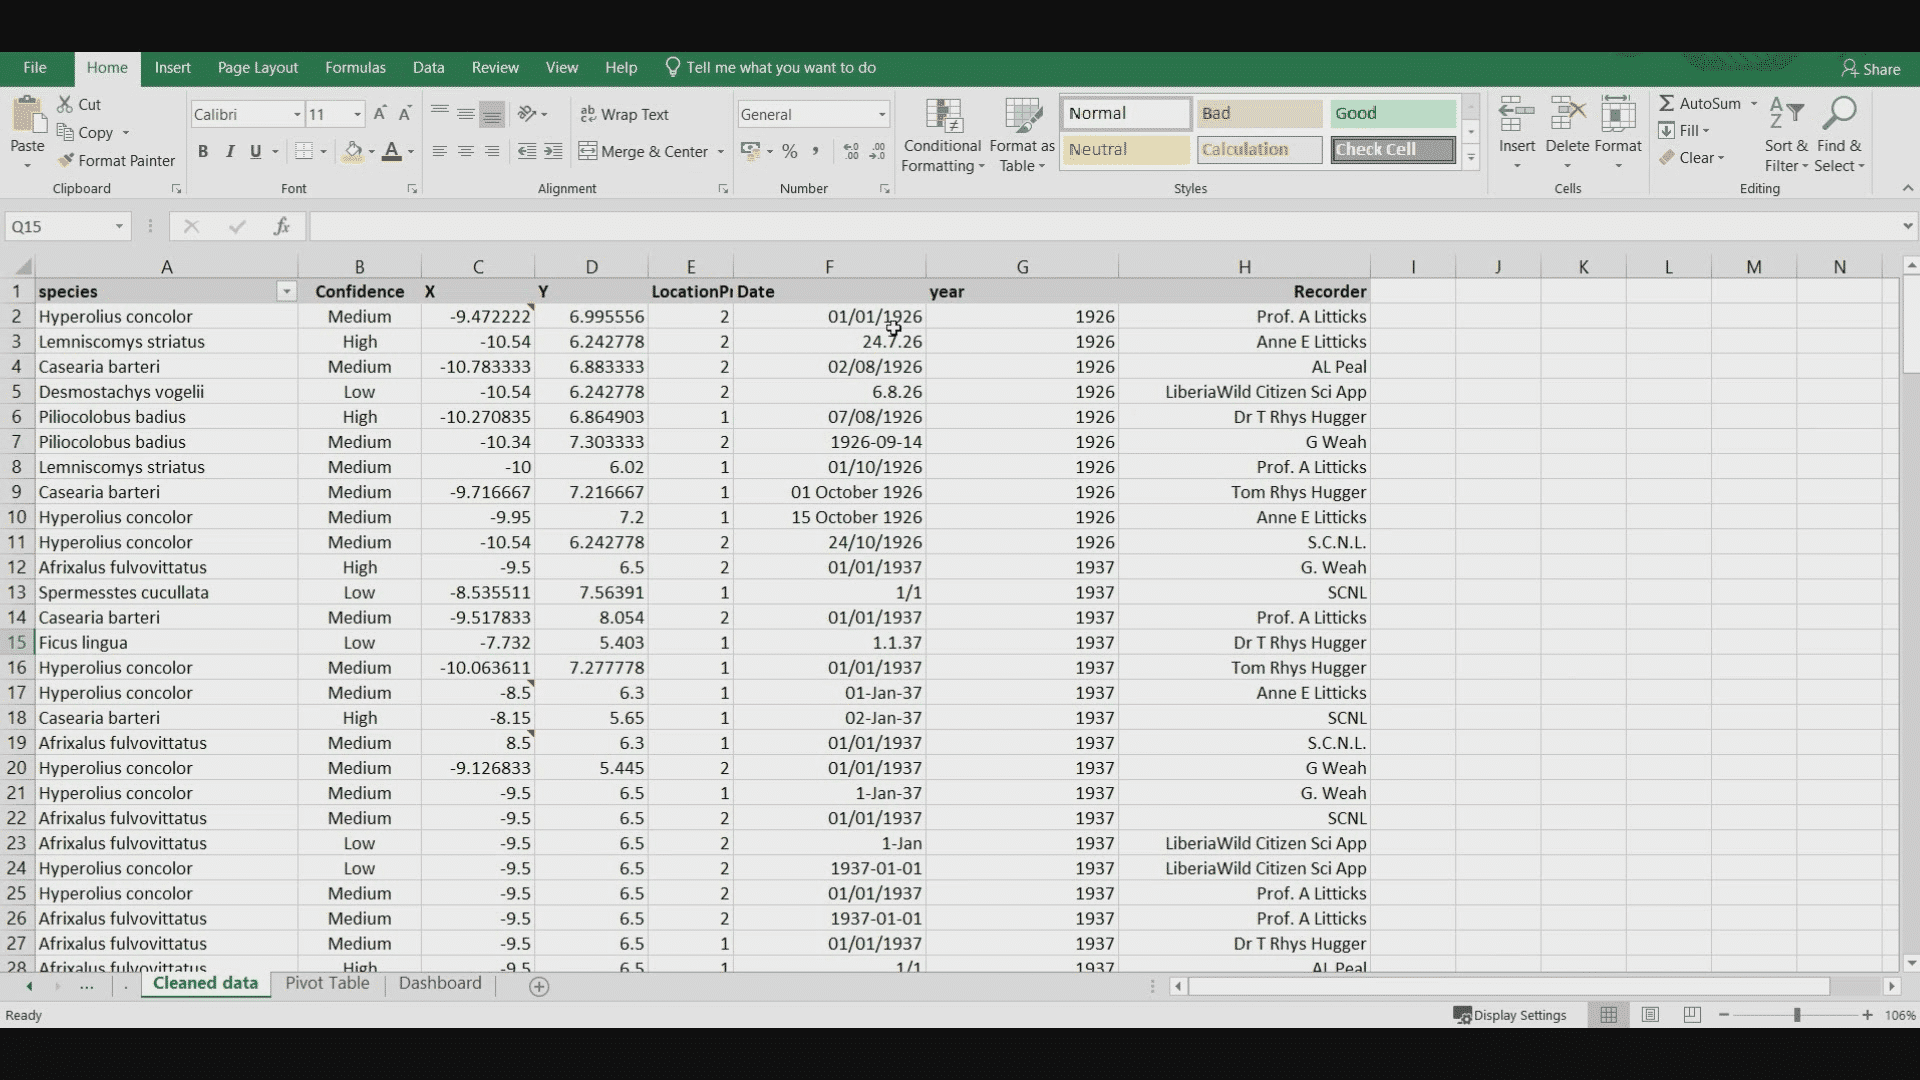 File Home Insert Page Layout Formulas Data Review View Help Tell me what you want to do Share
Cut Calibri 11 Wrap Text General Normal Bad Good AutoSum
Copy Fill
Paste Format Painter B I U Merge & Center % Conditional Formatting Format as Table Neutral Calculation Check Cell Insert Delete Format Clear Sort & Filter Find & Select
Clipboard Font Alignment Number Styles Cells Editing
Q15 fx
A B C D E F G H I J K L M N
1 species Confidence X Y LocationPr Date year Recorder
2 Hyperolius concolor Medium -9.472222 6.995556 2 01/01/1926 1926 Prof. A Litticks
3 Lemniscomys striatus High -10.54 6.242778 2 24.7.26 1926 Anne E Litticks
4 Casearia barteri Medium -10.783333 6.883333 2 02/08/1926 1926 AL Peal
5 Desmostachys vogelii Low -10.54 6.242778 2 6.8.26 1926 LiberiaWild Citizen Sci App
6 Piliocolobus badius High -10.270835 6.864903 1 07/08/1926 1926 Dr T Rhys Hugger
7 Piliocolobus badius Medium -10.34 7.303333 2 1926-09-14 1926 G Weah
8 Lemniscomys striatus Medium -10 6.02 1 01/10/1926 1926 Prof. A Litticks
9 Casearia barteri Medium -9.716667 7.216667 1 01 October 1926 1926 Tom Rhys Hugger
10 Hyperolius concolor Medium -9.95 7.2 1 15 October 1926 1926 Anne E Litticks
11 Hyperolius concolor Medium -10.54 6.242778 2 24/10/1926 1926 S.C.N.L.
12 Afrixalus fulvovittatus High -9.5 6.5 2 01/01/1937 1937 G. Weah
13 Spermesstes cucullata Low -8.535511 7.56391 1 1/1 1937 SCNL
14 Casearia barteri Medium -9.517833 8.054 2 01/01/1937 1937 Prof. A Litticks
15 Ficus lingua Low -7.732 5.403 1 1.1.37 1937 Dr T Rhys Hugger
16 Hyperolius concolor Medium -10.063611 7.277778 1 01/01/1937 1937 Tom Rhys Hugger
17 Hyperolius concolor Medium -8.5 6.3 1 01-Jan-37 1937 Anne E Litticks
18 Casearia barteri High -8.15 5.65 1 02-Jan-37 1937 SCNL
19 Afrixalus fulvovittatus Medium 8.5 6.3 1 01/01/1937 1937 S.C.N.L.
20 Hyperolius concolor Medium -9.126833 5.445 2 01/01/1937 1937 G Weah
21 Hyperolius concolor Medium -9.5 6.5 1 1-Jan-37 1937 G. Weah
22 Afrixalus fulvovittatus Medium -9.5 6.5 2 01/01/1937 1937 SCNL
23 Afrixalus fulvovittatus Low -9.5 6.5 2 1-Jan 1937 LiberiaWild Citizen Sci App
24 Hyperolius concolor Low -9.5 6.5 2 1937-01-01 1937 LiberiaWild Citizen Sci App
25 Hyperolius concolor Medium -9.5 6.5 2 01/01/1937 1937 Prof. A Litticks
26 Afrixalus fulvovittatus Medium -9.5 6.5 2 1937-01-01 1937 Prof. A Litticks
27 Afrixalus fulvovittatus Medium -9.5 6.5 1 01/01/1937 1937 Dr T Rhys Hugger
28 Afrixalus fulvovittatus High -9.5 6.5 1 1/1 1937 AL Peal
... Cleaned data Pivot Table Dashboard
Ready Display Settings 106%